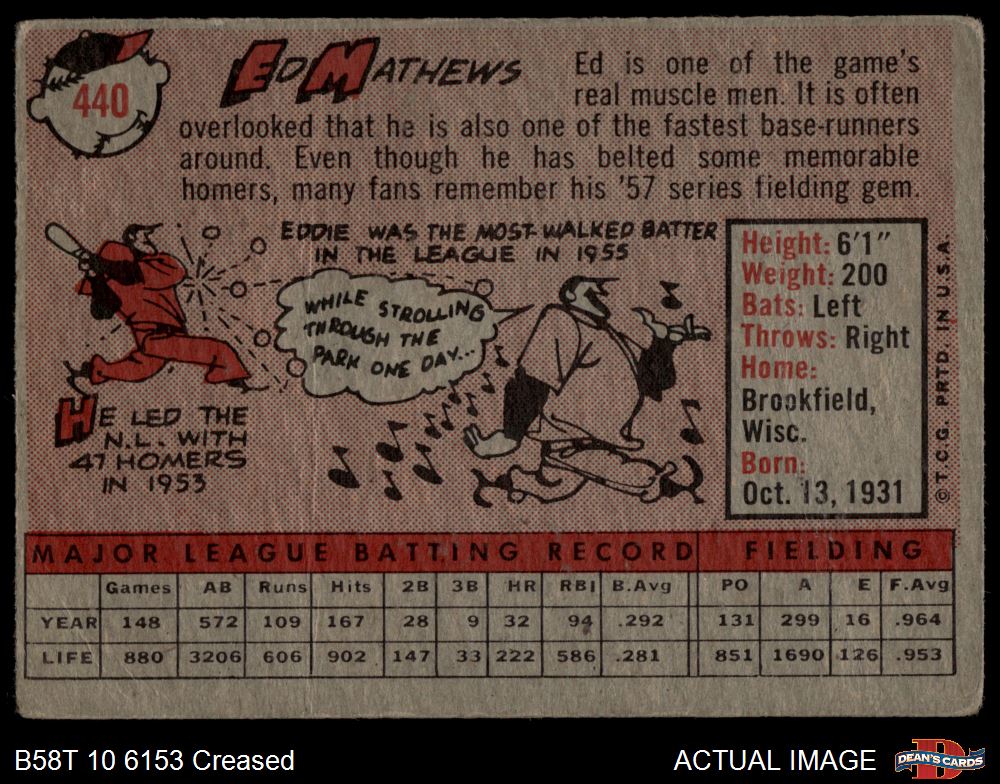 440
ED MATHEWS
Ed is one of the game's
real muscle men. It is often
overlooked that he is also one of the fastest base-runners
around. Even though he has belted some memorable
homers, many fans remember his '57 series fielding gem.
EDDIE WAS THE MOST WALKED BATTER
IN THE LEAGUE IN 1955
WHILE STROLLING
THROUGH THE
PARK ONE DAY...
HE LED THE
N.L. WITH
47 HOMERS
IN 1953
Height: 6'1"
Weight: 200
Bats: Left
Throws: Right
Home:
Brookfield,
Wisc.
Born:
Oct. 13, 1931
© T.C.G. PRTD. IN U.S.A.
MAJOR LEAGUE BATTING RECORD FIELDING
Games AB Runs Hits 2B 3B HR RBI B.Avg PO A E F.Avg
YEAR 148 572 109 167 28 9 32 94 .292 131 299 16 .964
LIFE 880 3206 606 902 147 33 222 586 .281 851 1690 126 .953
B58T 10 6153 Creased
ACTUAL IMAGE
D
DEAN'S CARDS